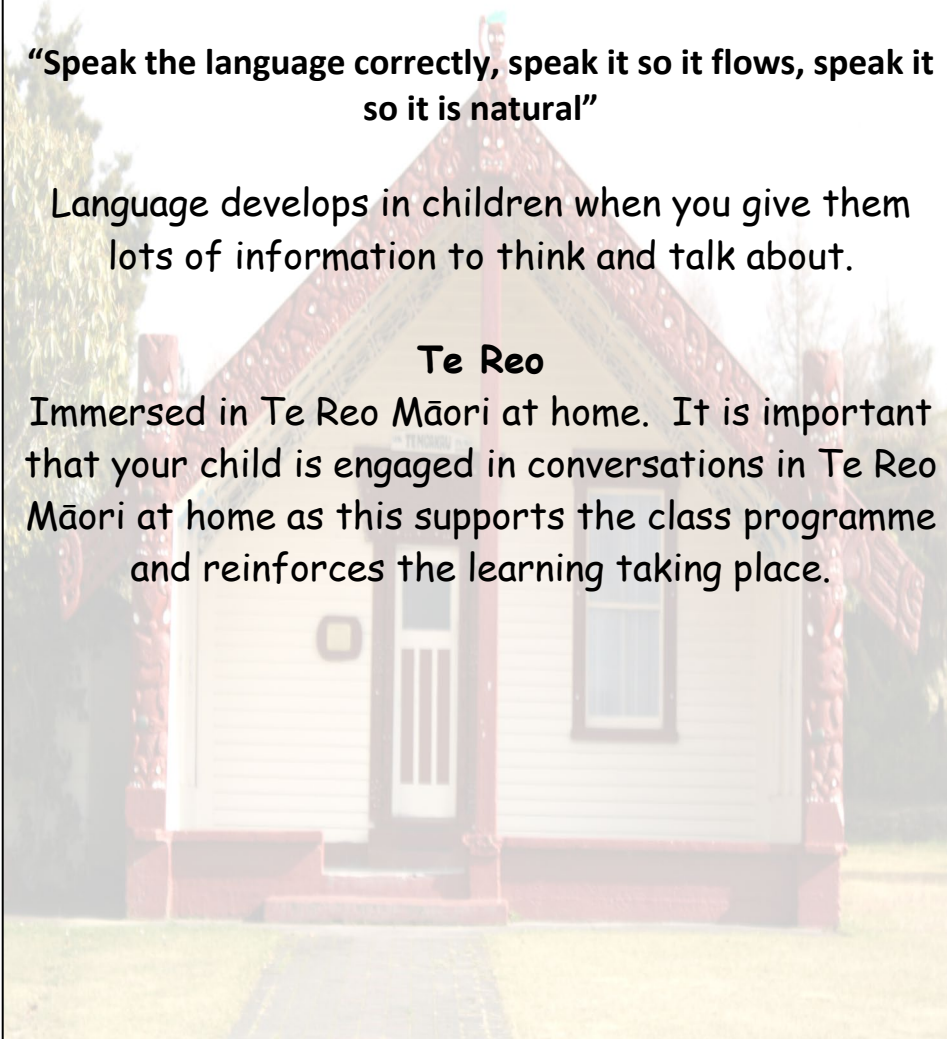 “Speak the language correctly, speak it so it flows, speak it
so it is natural”
Language develops in children when you give them
lots of information to think and talk about.
Te Reo
Immersed in Te Reo Māori at home.  It is important
that your child is engaged in conversations in Te Reo
Māori at home as this supports the class programme
and reinforces the learning taking place.